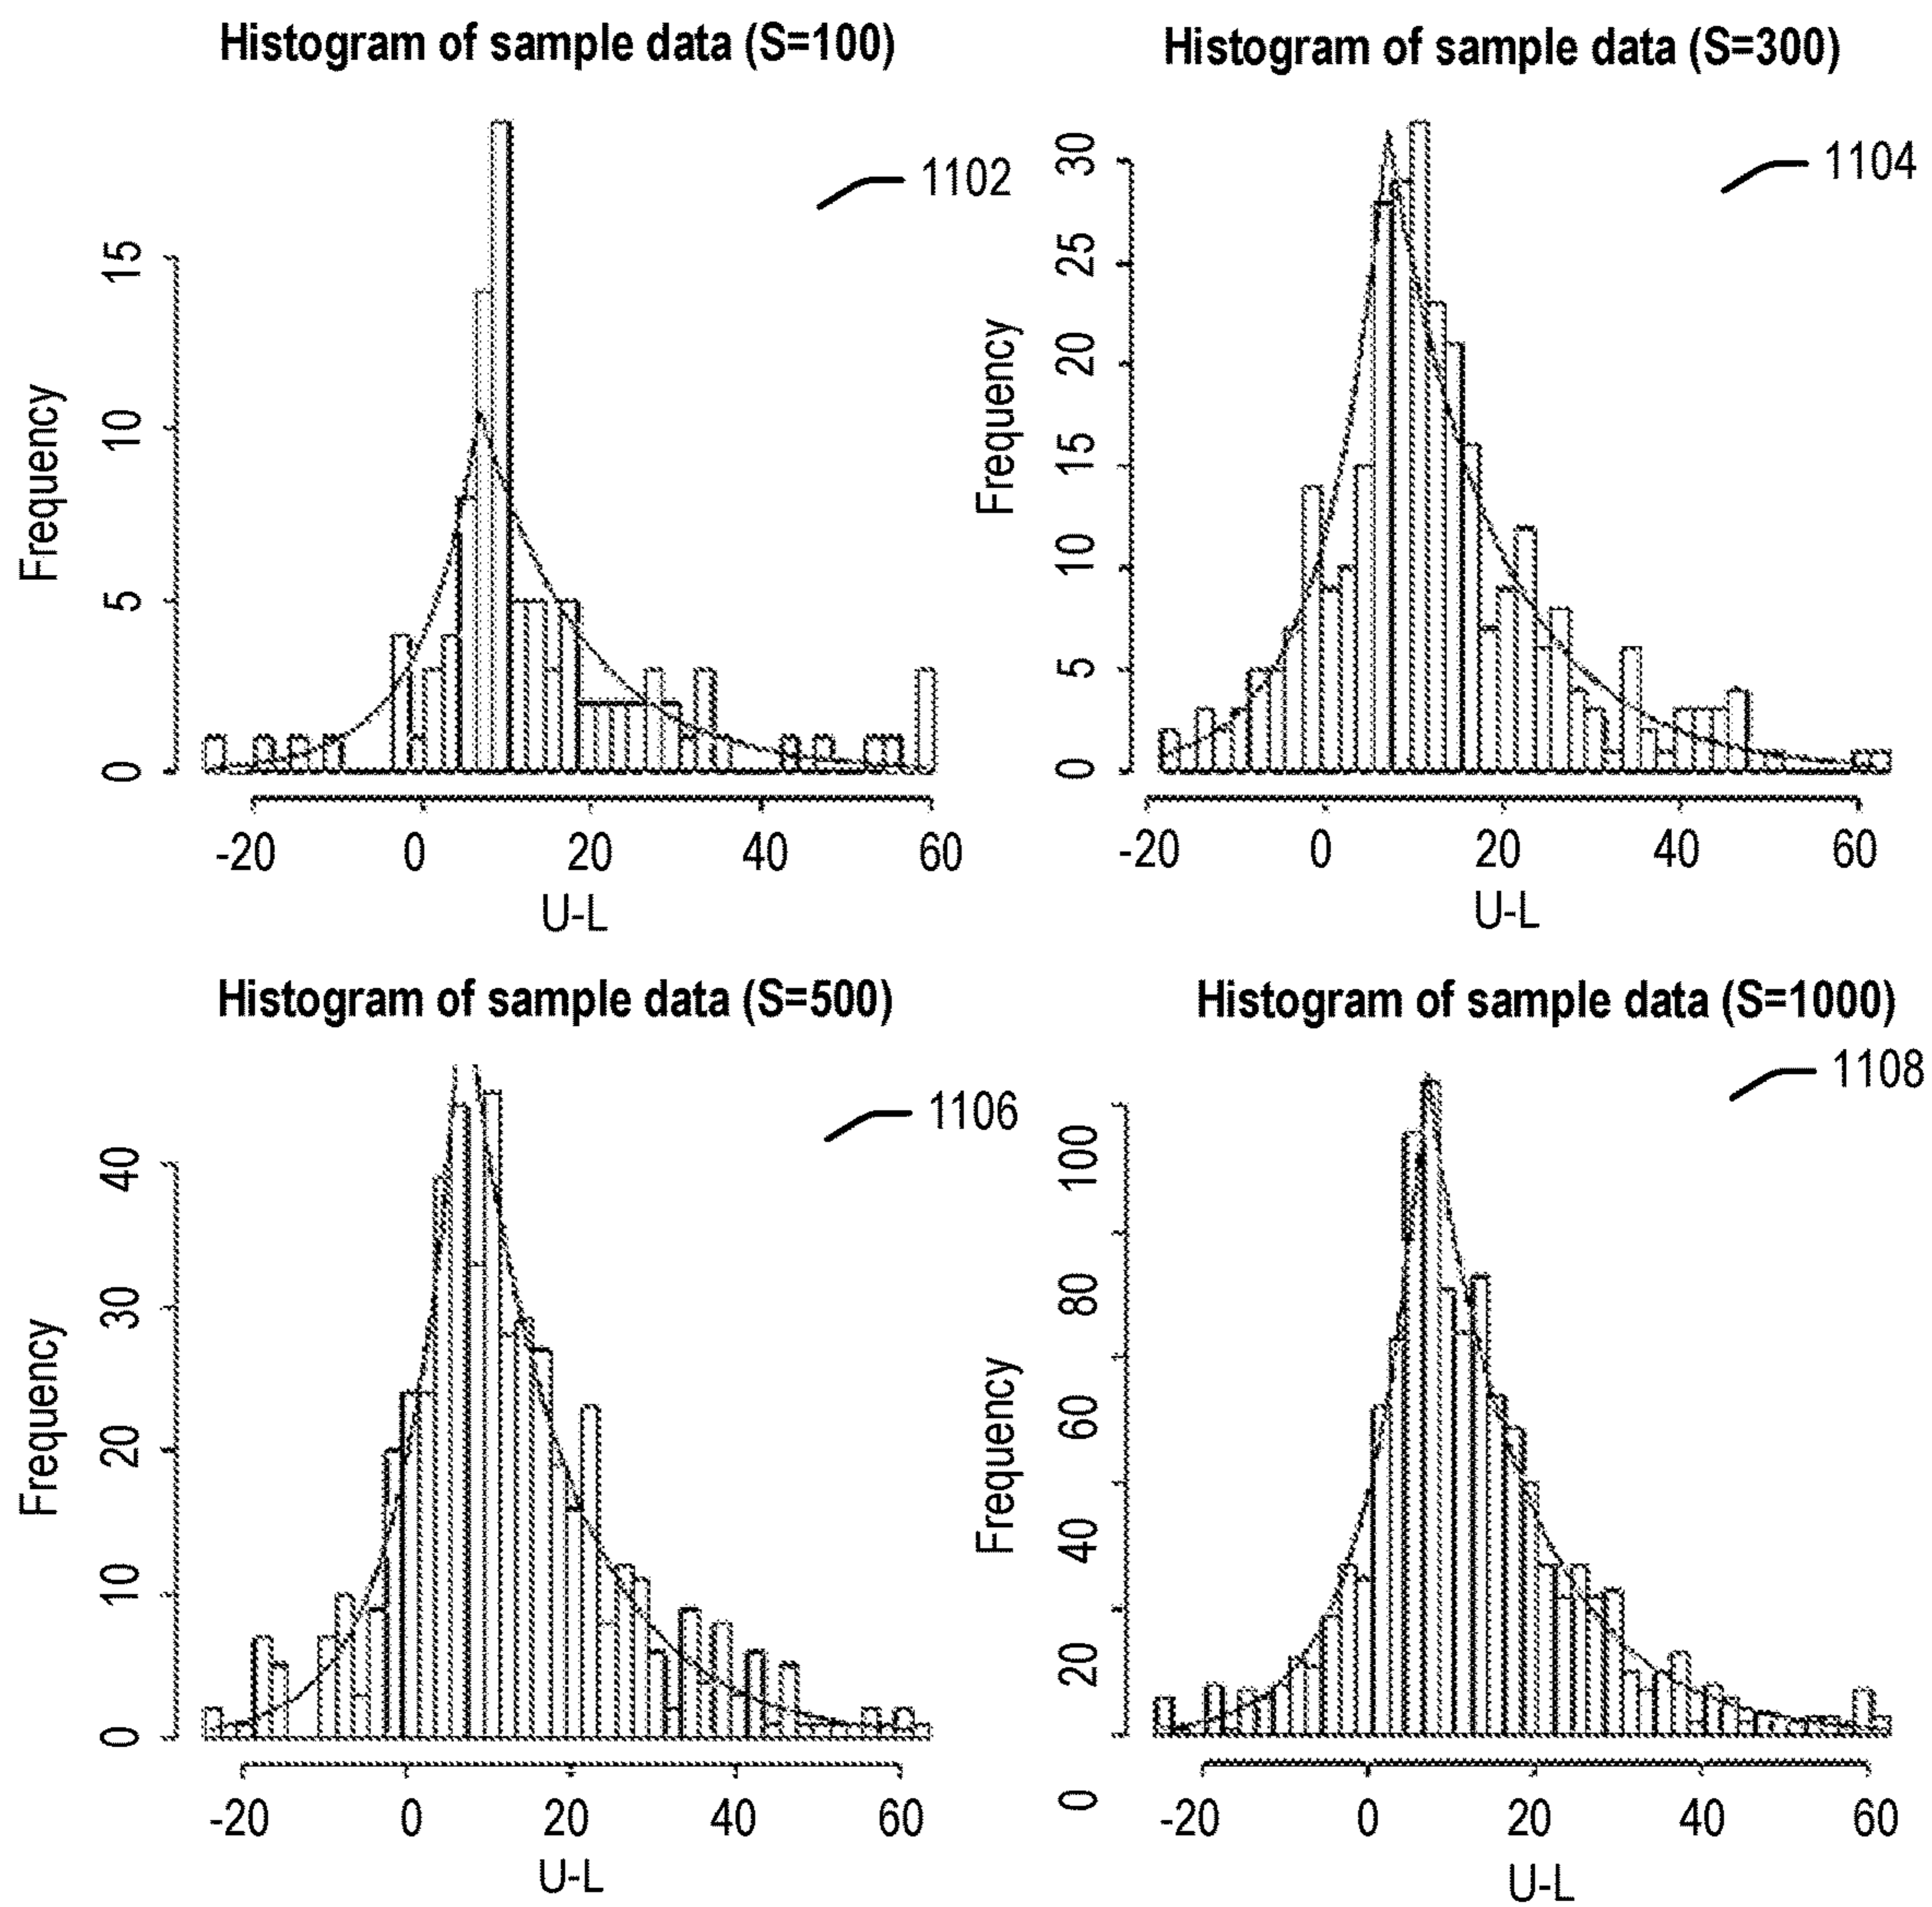 Histogram of sample data (S=100)
1102
Frequency
15
10
5
0
-20 0 20 40 60
U-L
Histogram of sample data (S=300)
1104
Frequency
30
25
20
15
10
5
0
-20 0 20 40 60
U-L
Histogram of sample data (S=500)
1106
Frequency
40
30
20
10
0
-20 0 20 40 60
U-L
Histogram of sample data (S=1000)
1108
Frequency
100
80
60
40
20
0
-20 0 20 40 60
U-L